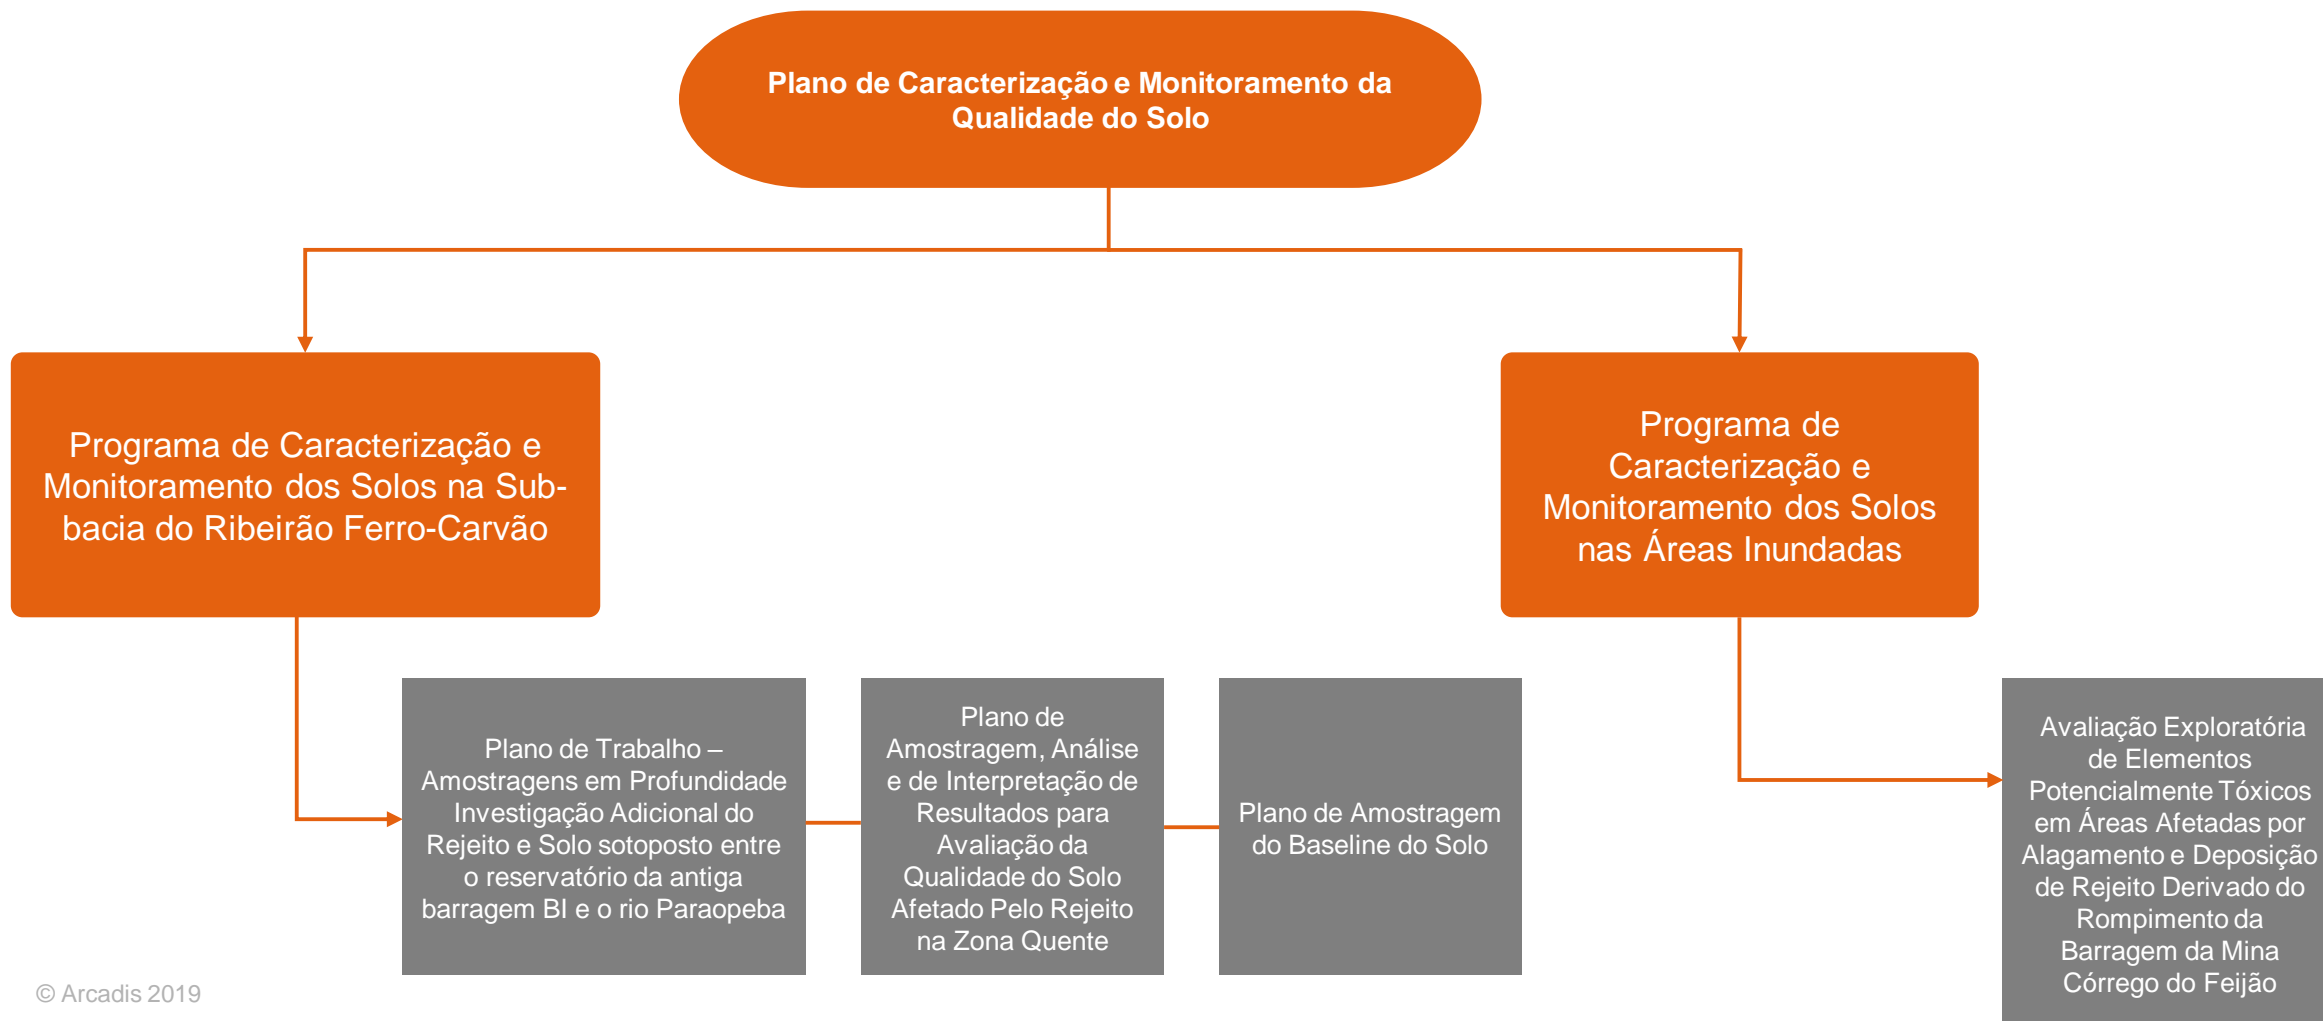 Plano de Caracterização e Monitoramento da
Qualidade do Solo
Programa de Caracterização e
Monitoramento dos Solos na Sub-
bacia do Ribeirão Ferro-Carvão
Programa de
Caracterização e
Monitoramento dos Solos
nas Áreas Inundadas
Plano de Trabalho –
Amostragens em Profundidade
Investigação Adicional do
Rejeito e Solo sotoposto entre
o reservatório da antiga
barragem BI e o rio Paraopeba
Plano de
Amostragem, Análise
e de Interpretação de
Resultados para
Avaliação da
Qualidade do Solo
Afetado Pelo Rejeito
na Zona Quente
Plano de Amostragem
do Baseline do Solo
Avaliação Exploratória
de Elementos
Potencialmente Tóxicos
em Áreas Afetadas por
Alagamento e Deposição
de Rejeito Derivado do
Rompimento da
Barragem da Mina
Córrego do Feijão
© Arcadis 2019